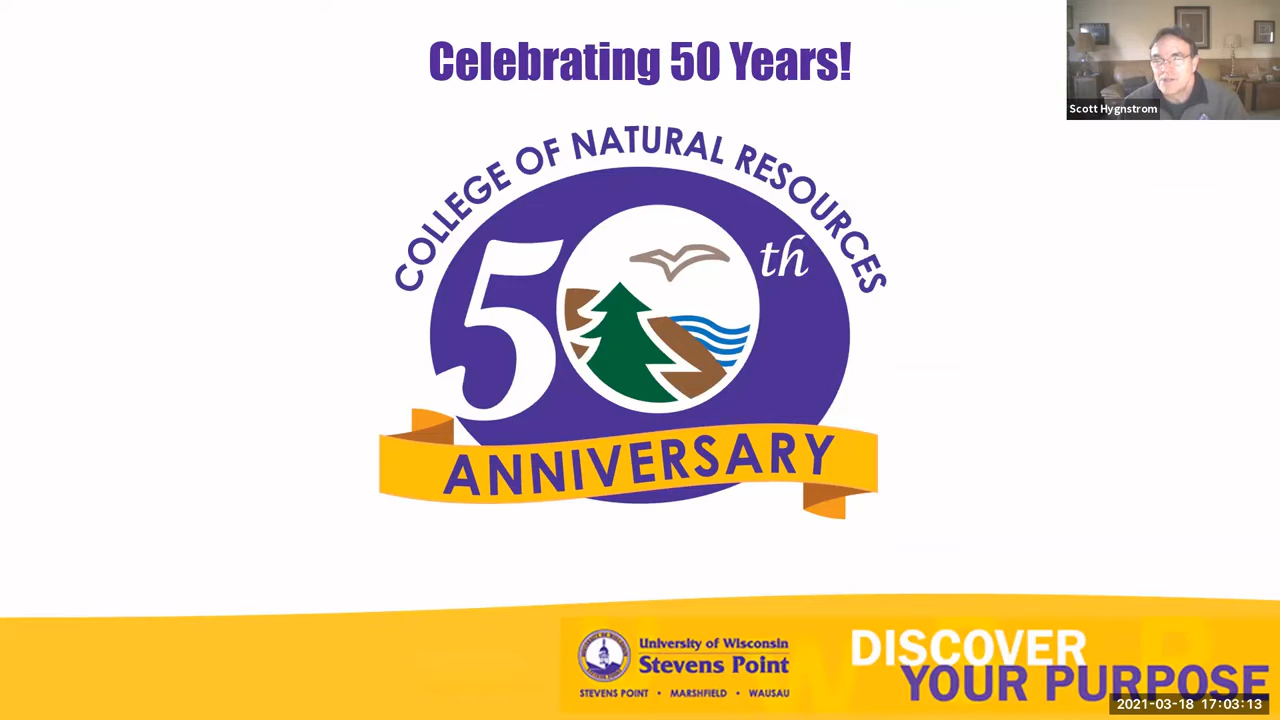 Celebrating 50 Years!
Scott Hygnstrom
COLLEGE OF NATURAL RESOURCES
50th
ANNIVERSARY
University of Wisconsin
Stevens Point
STEVENS POINT • MARSHFIELD • WAUSAU
DISCOVER
YOUR PURPOSE
2021-03-18 17:03:13